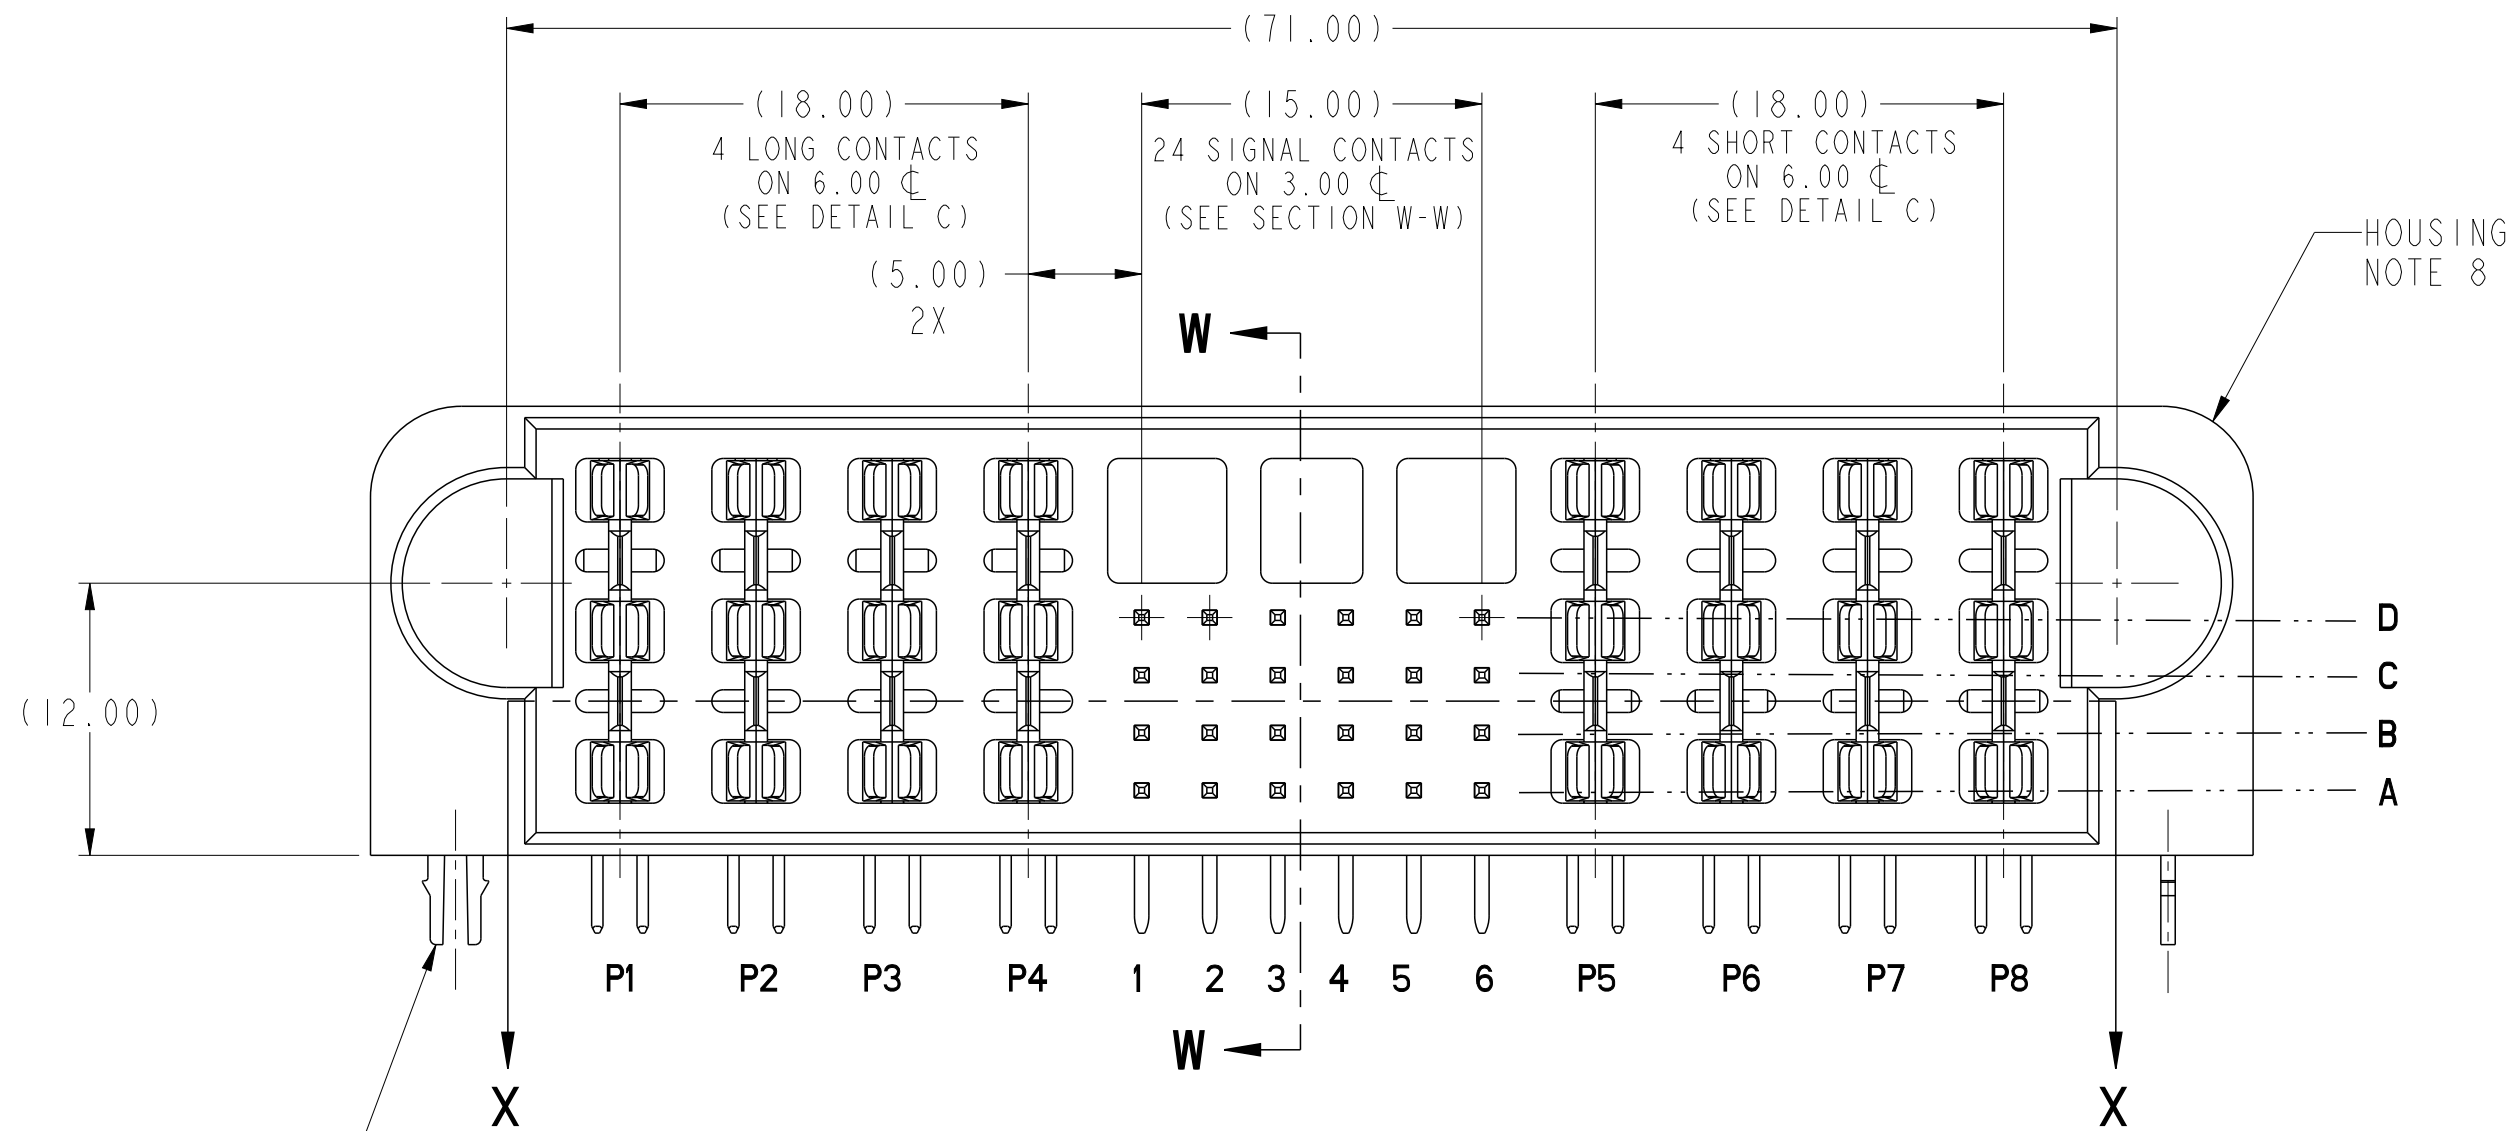 (71.00)
(18.00)
4 LONG CONTACTS
ON 6.00 ℄
(SEE DETAIL C)
(15.00)
24 SIGNAL CONTACTS
ON 3.00 ℄
(SEE SECTION W-W)
(18.00)
4 SHORT CONTACTS
ON 6.00 ℄
(SEE DETAIL C)
HOUSING
NOTE 8
(5.00)
2X
W
D
C
(12.00)
B
A
P1 P2 P3 P4 1 2 3 4 5 6 P5 P6 P7 P8
W
X X